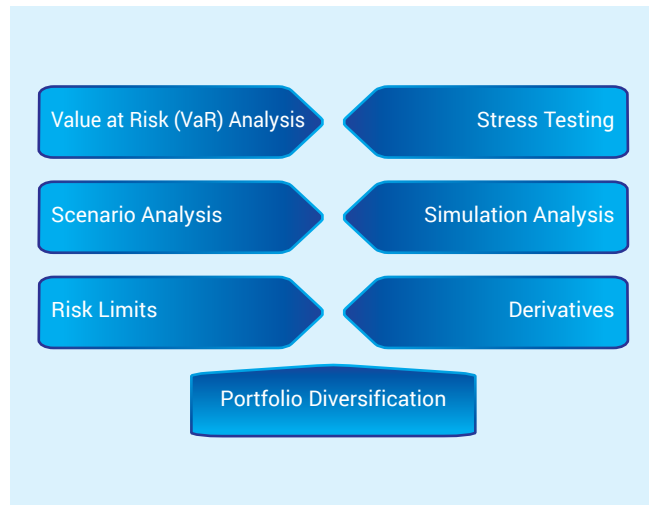 Value at Risk (VaR) Analysis
Stress Testing
Scenario Analysis
Simulation Analysis
Risk Limits
Derivatives
Portfolio Diversification